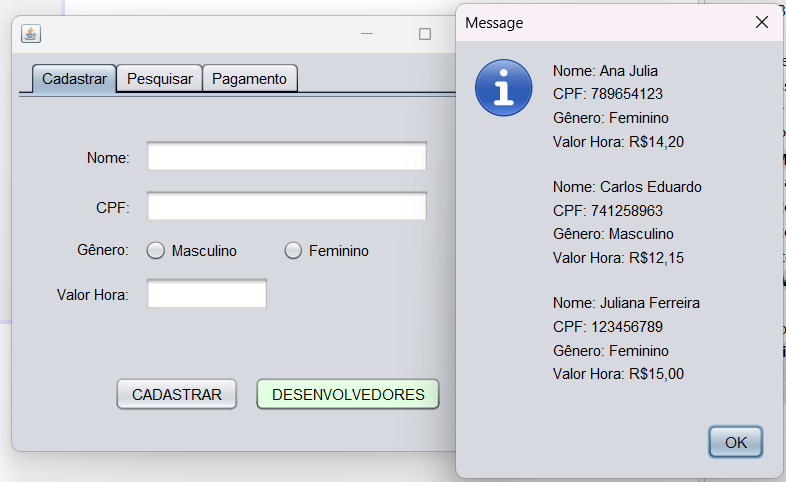 Cadastrar
Pesquisar
Pagamento
Nome:
CPF:
Gênero:
Masculino
Feminino
Valor Hora:
CADASTRAR
DESENVOLVEDORES
Message
Nome: Ana Julia
CPF: 789654123
Gênero: Feminino
Valor Hora: R$14,20
Nome: Carlos Eduardo
CPF: 741258963
Gênero: Masculino
Valor Hora: R$12,15
Nome: Juliana Ferreira
CPF: 123456789
Gênero: Feminino
Valor Hora: R$15,00
OK